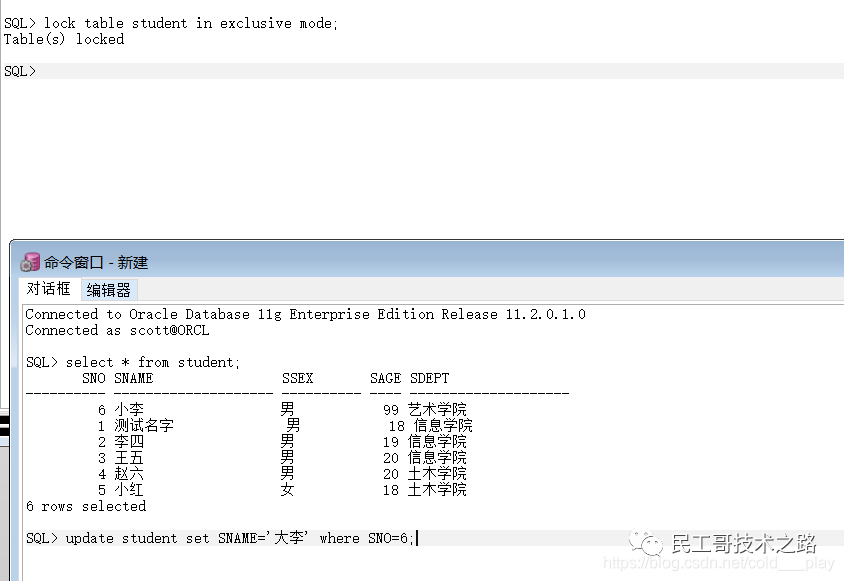 SQL> lock table student in exclusive mode;
Table(s) locked
SQL>
命令窗口 - 新建
对话框 编辑器
Connected to Oracle Database 11g Enterprise Edition Release 11.2.0.1.0
Connected as scott@ORCL
SQL> select * from student;
SNO SNAME SSEX SAGE SDEPT
---------- -------------------- ---------- ---- --------------------
6 小李 男 99 艺术学院
1 测试名字 男 18 信息学院
2 李四 男 19 信息学院
3 王五 男 20 信息学院
4 赵六 男 20 土木学院
5 小红 女 18 土木学院
6 rows selected
SQL> update student set SNAME='大李' where SNO=6;
民工哥技术之路
https://blog.csdn.net/cold___play